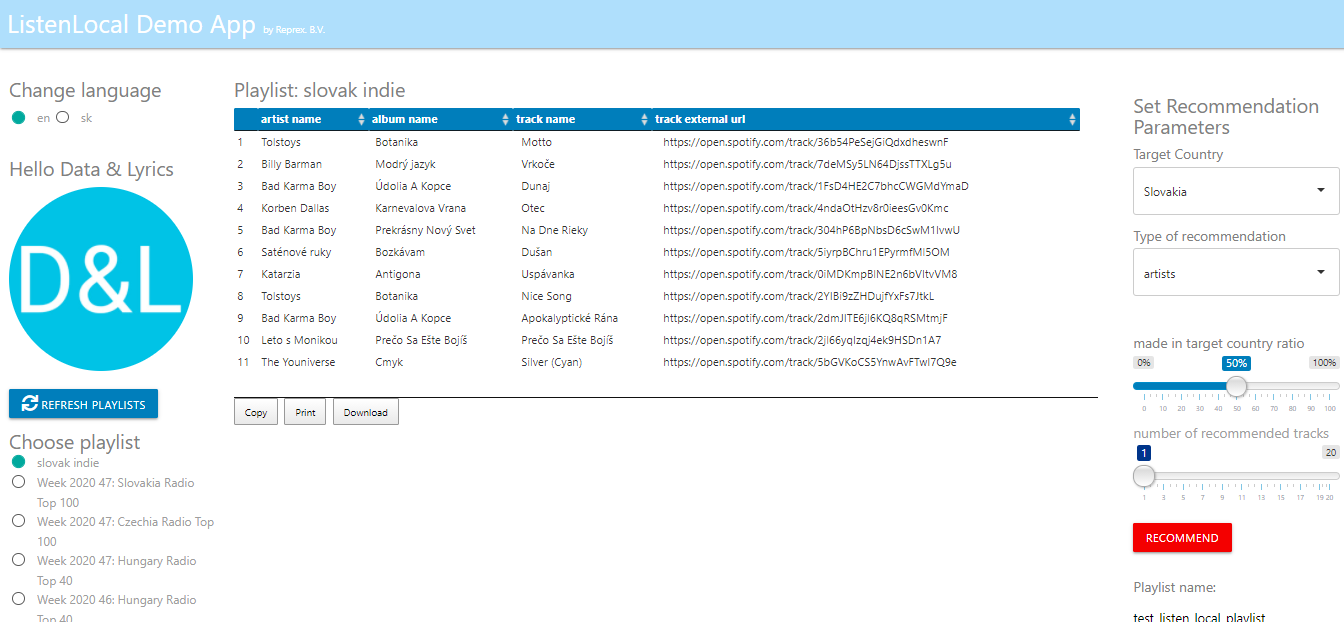 ListenLocal Demo App by Reprex. B.V.
Change language
en sk
Hello Data & Lyrics
D&L
REFRESH PLAYLISTS
Choose playlist
slovak indie
Week 2020 47: Slovakia Radio
Top 100
Week 2020 47: Czechia Radio Top
100
Week 2020 47: Hungary Radio
Top 40
Week 2020 46: Hungary Radio
Top 40
Playlist: slovak indie
artist name album name track name track external url
1 Tolstoys Botanika Motto https://open.spotify.com/track/36b54PeSejGiQdxdheswnF
2 Billy Barman Modrý jazyk Vrkoče https://open.spotify.com/track/7deMSy5LN64DjssTTXLg5u
3 Bad Karma Boy Údolia A Kopce Dunaj https://open.spotify.com/track/1FsD4HE2C7bhcCWGMdYmaD
4 Korben Dallas Karnevalova Vrana Otec https://open.spotify.com/track/4ndaOtHzv8r0ieesGv0Kmc
5 Bad Karma Boy Prekrásny Nový Svet Na Dne Rieky https://open.spotify.com/track/304hP6BpNbsD6cSwM1IvwU
6 Saténové ruky Bozkávam Dušan https://open.spotify.com/track/5lyrpBChru1EPyrmfMI5OM
7 Katarzia Antigona Uspávanka https://open.spotify.com/track/0iMDKmpBlNE2n6bVItvVM8
8 Tolstoys Botanika Nice Song https://open.spotify.com/track/2YIBi9zZHDujfYxFs7JtkL
9 Bad Karma Boy Údolia A Kopce Apokalyptické Rána https://open.spotify.com/track/2dmJITE6jI6KQ8qRSMtmjF
10 Leto s Monikou Prečo Sa Ešte Bojíš Prečo Sa Ešte Bojíš https://open.spotify.com/track/2jI66yqIzqj4ek9HSDn1A7
11 The Youniverse Cmyk Silver (Cyan) https://open.spotify.com/track/5bGVKoCS5YnwAvFTwl7Q9e
Copy Print Download
Set Recommendation
Parameters
Target Country
Slovakia
Type of recommendation
artists
made in target country ratio
0% 50% 100%
0 10 20 30 40 50 60 70 80 90 100
number of recommended tracks
1 20
1 3 5 7 9 11 13 15 17 19 20
RECOMMEND
Playlist name:
test_listen_local_playlist